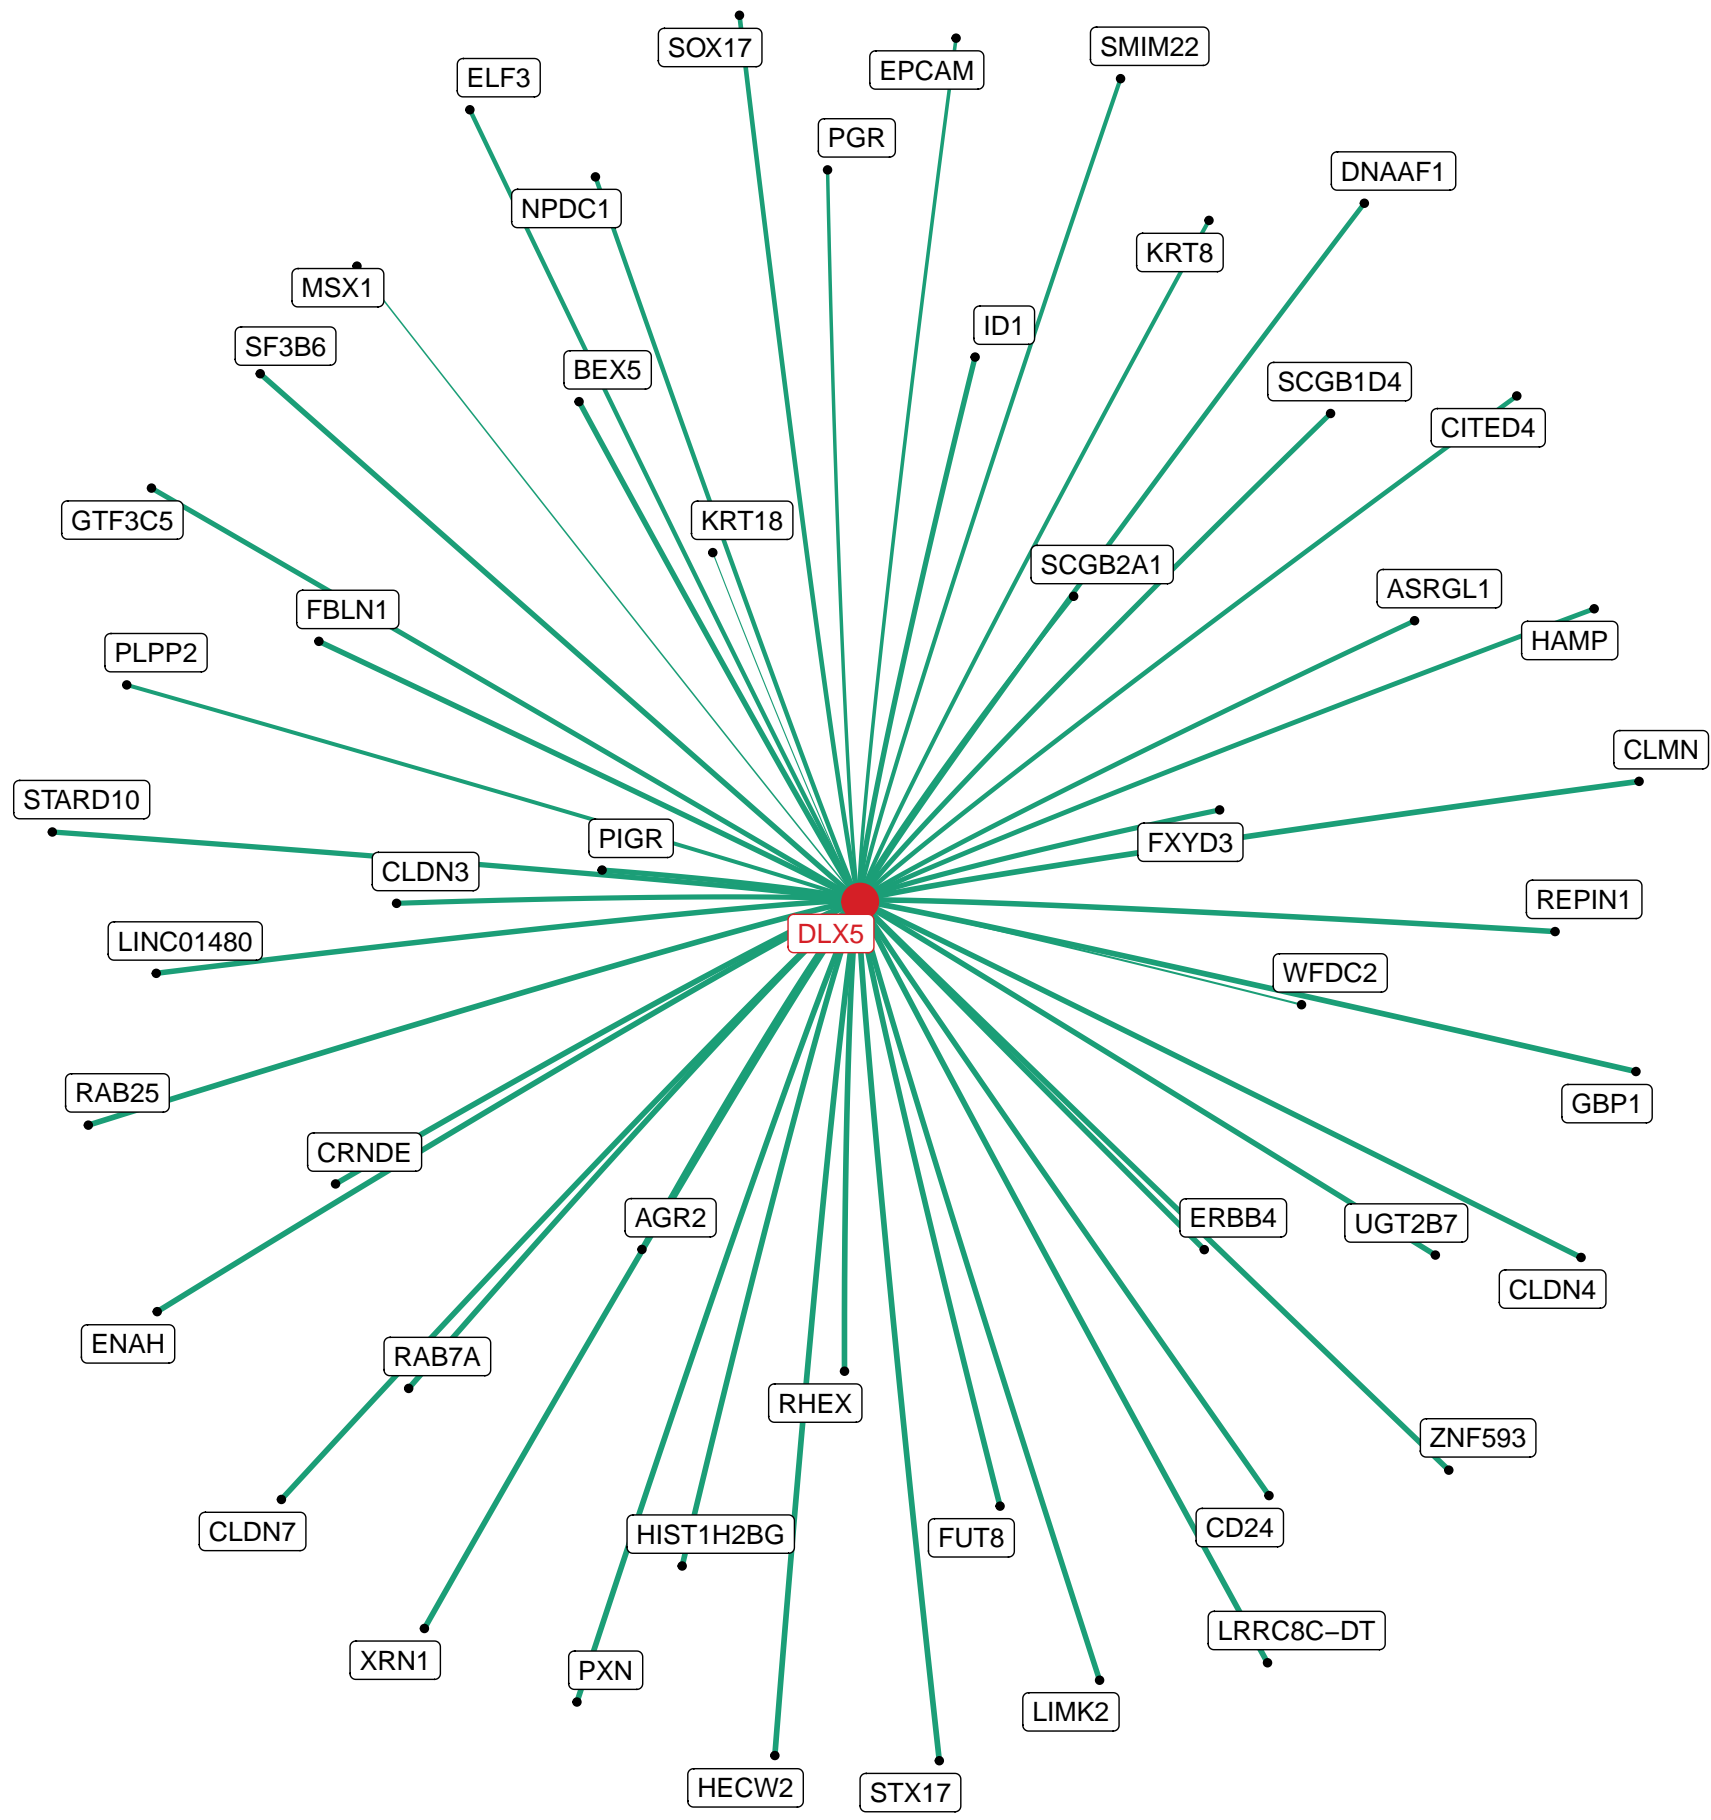 SOX17
SMIM22
EPCAM
ELF3
PGR
DNAAF1
NPDC1
KRT8
MSX1
ID1
SF3B6
BEX5
SCGB1D4
CITED4
GTF3C5
KRT18
SCGB2A1
ASRGL1
FBLN1
HAMP
PLPP2
CLMN
STARD10
PIGR
FXYD3
CLDN3
REPIN1
DLX5
LINC01480
WFDC2
RAB25
GBP1
CRNDE
AGR2
ERBB4
UGT2B7
CLDN4
ENAH
RAB7A
RHEX
ZNF593
CD24
CLDN7
HIST1H2BG
FUT8
LRRC8C−DT
XRN1
PXN
LIMK2
HECW2
STX17